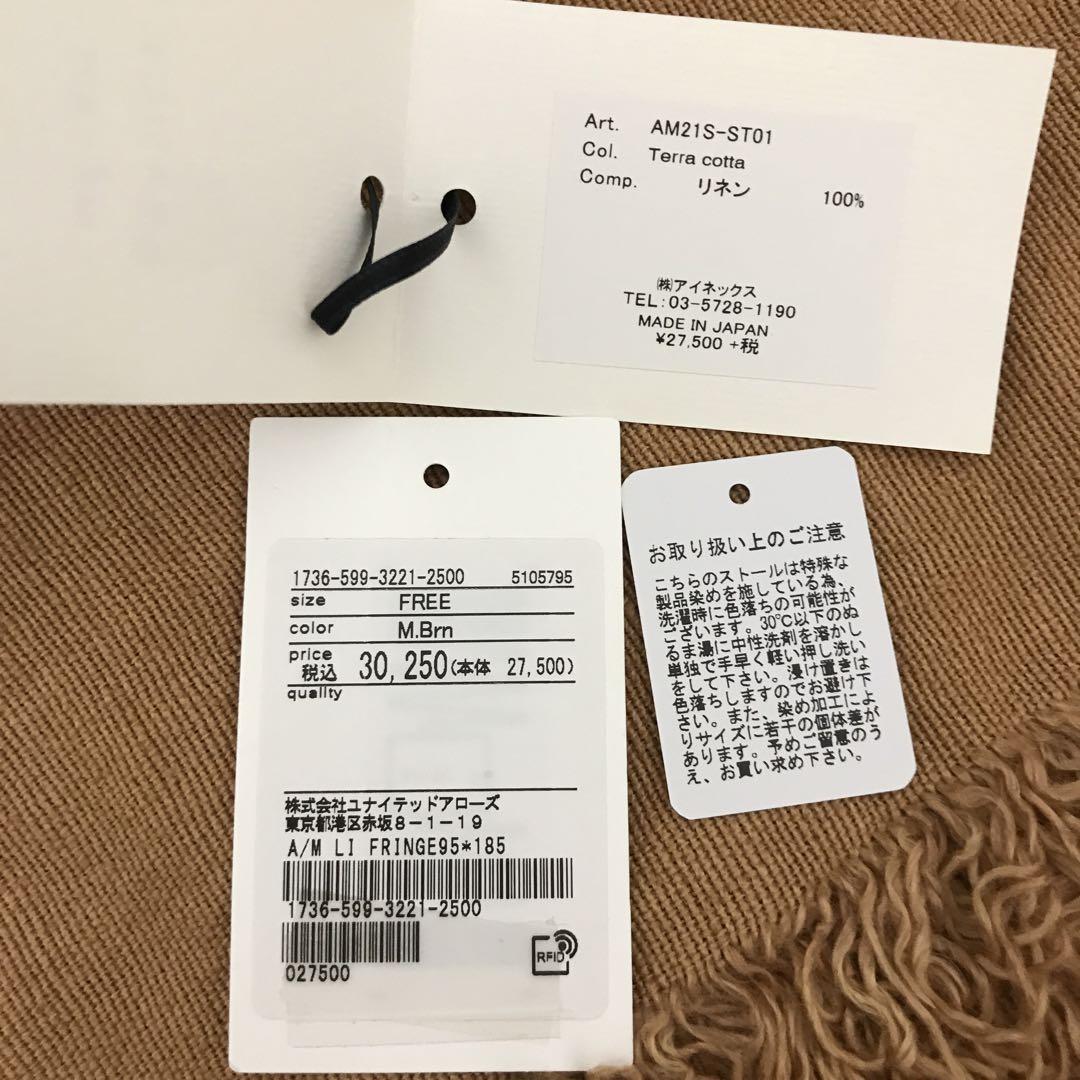 Art. AM21S-ST01
Col. Terra cotta
Comp. リネン 100%
㈱アイネックス
TEL:03-5728-1190
MADE IN JAPAN
¥27,500 +税
1736-599-3221-2500 5105795
size FREE
color M.Brn
price
税込 30,250(本体 27,500)
quality
株式会社ユナイテッドアローズ
東京都港区赤坂8-1-19
A/M LI FRINGE95*185
1736-599-3221-2500
027500
RFID
お取り扱い上のご注意
こちらのストールは特殊な
製品染めを施している為、
洗濯時に色落ちの可能性が
ございます。30℃以下のぬ
るま湯に中性洗剤を溶かし
単独で手早く軽い押し洗い
をして下さい。浸け置きは
色落ちしますのでお避け下
さい。また、染め加工によ
りサイズに若干の個体差が
あります。予めご留意のう
え、お買い求め下さい。